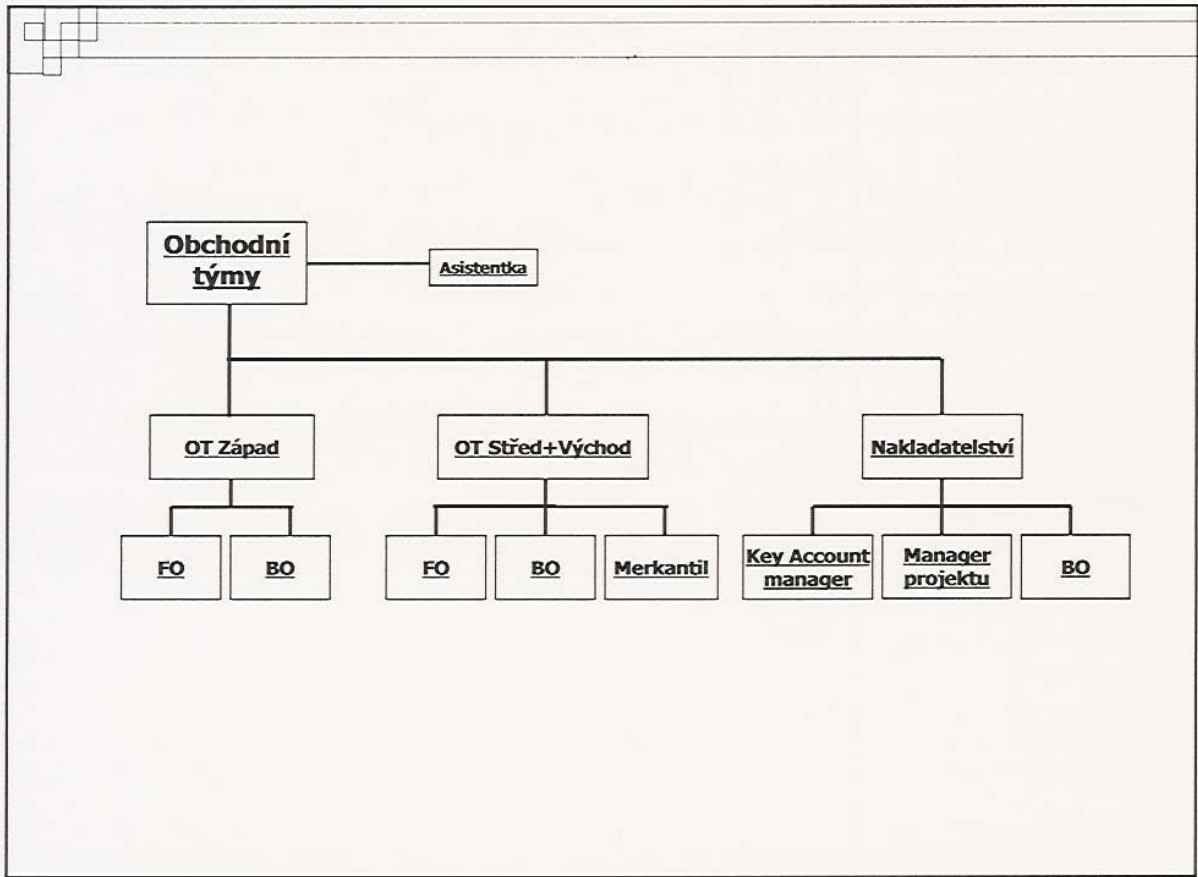 Obchodní
týmy
Asistentka
OT Západ
OT Střed+Východ
Nakladatelství
FO
BO
FO
BO
Merkantil
Key Account
manager
Manager
projektu
BO